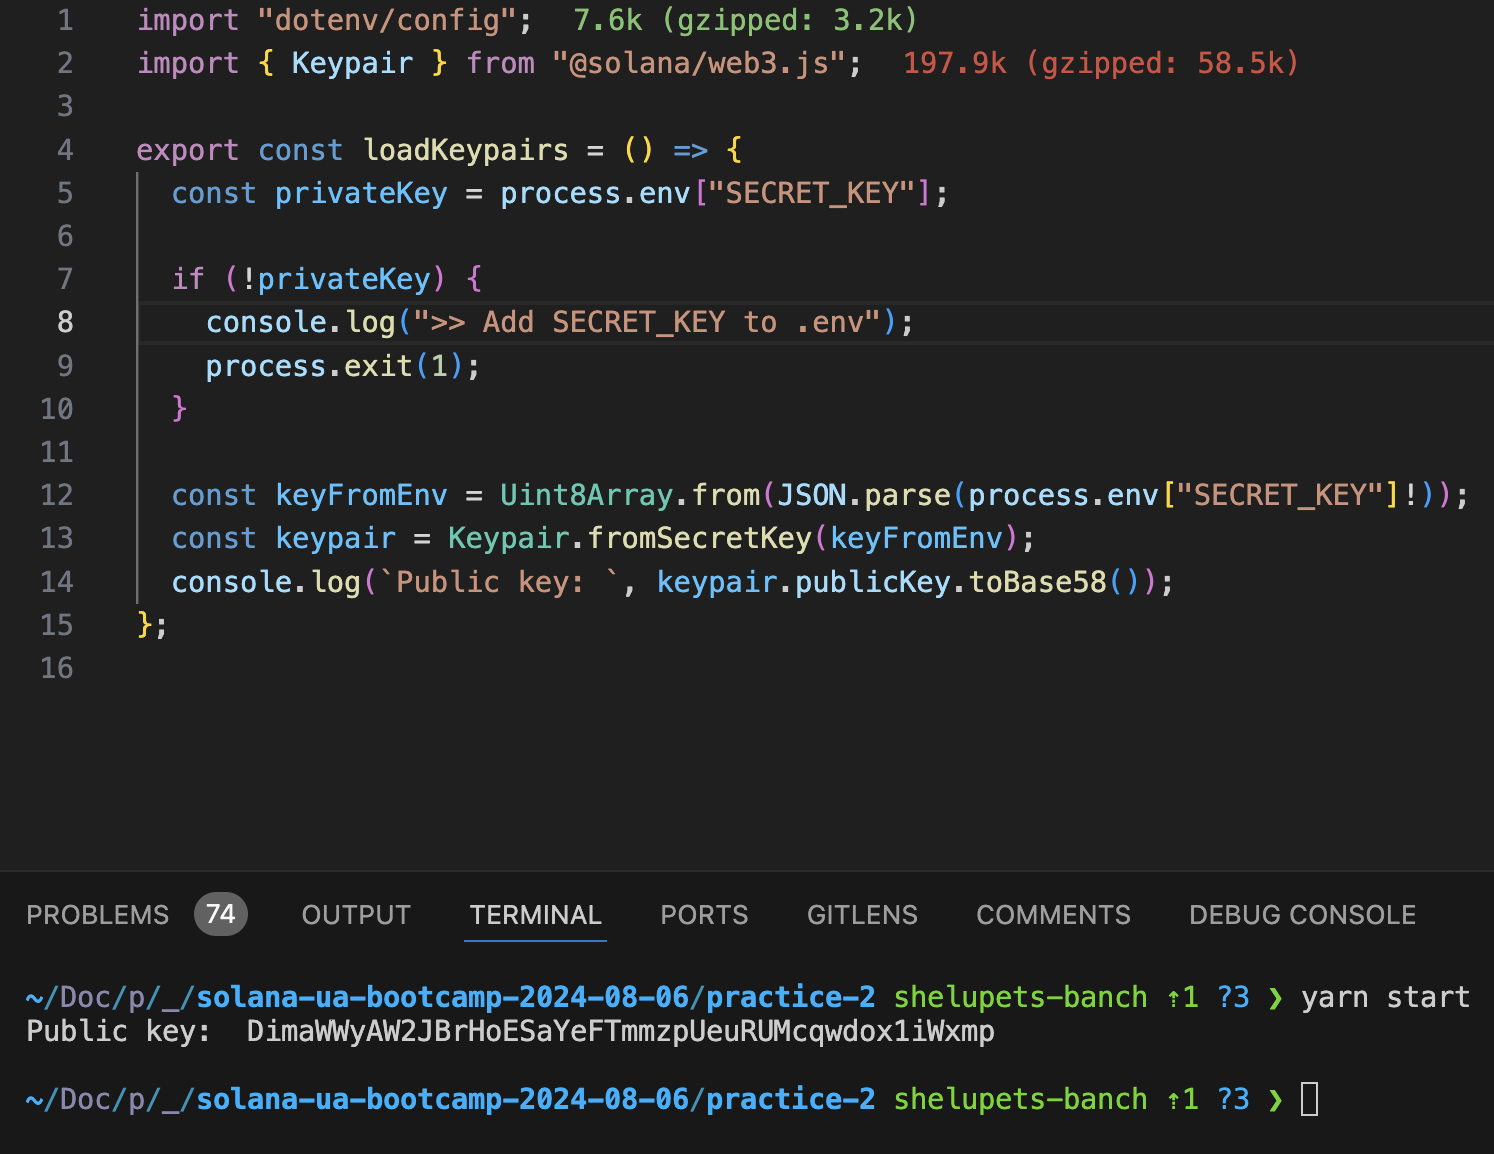 1 import "dotenv/config"; 7.6k (gzipped: 3.2k)
2 import { Keypair } from "@solana/web3.js"; 197.9k (gzipped: 58.5k)
3
4 export const loadKeypairs = () => {
5   const privateKey = process.env["SECRET_KEY"];
6
7   if (!privateKey) {
8     console.log(">> Add SECRET_KEY to .env");
9     process.exit(1);
10   }
11
12   const keyFromEnv = Uint8Array.from(JSON.parse(process.env["SECRET_KEY"]!));
13   const keypair = Keypair.fromSecretKey(keyFromEnv);
14   console.log(`Public key: `, keypair.publicKey.toBase58());
15 };
16
PROBLEMS 74 OUTPUT TERMINAL PORTS GITLENS COMMENTS DEBUG CONSOLE
~/Doc/p/_/solana-ua-bootcamp-2024-08-06/practice-2 shelupets-banch ⇡1 ?3 ❯ yarn start
Public key:  DimaWWyAW2JBrHoESaYeFTmmzpUeuRUMcqwdox1iWxmp
~/Doc/p/_/solana-ua-bootcamp-2024-08-06/practice-2 shelupets-banch ⇡1 ?3 ❯